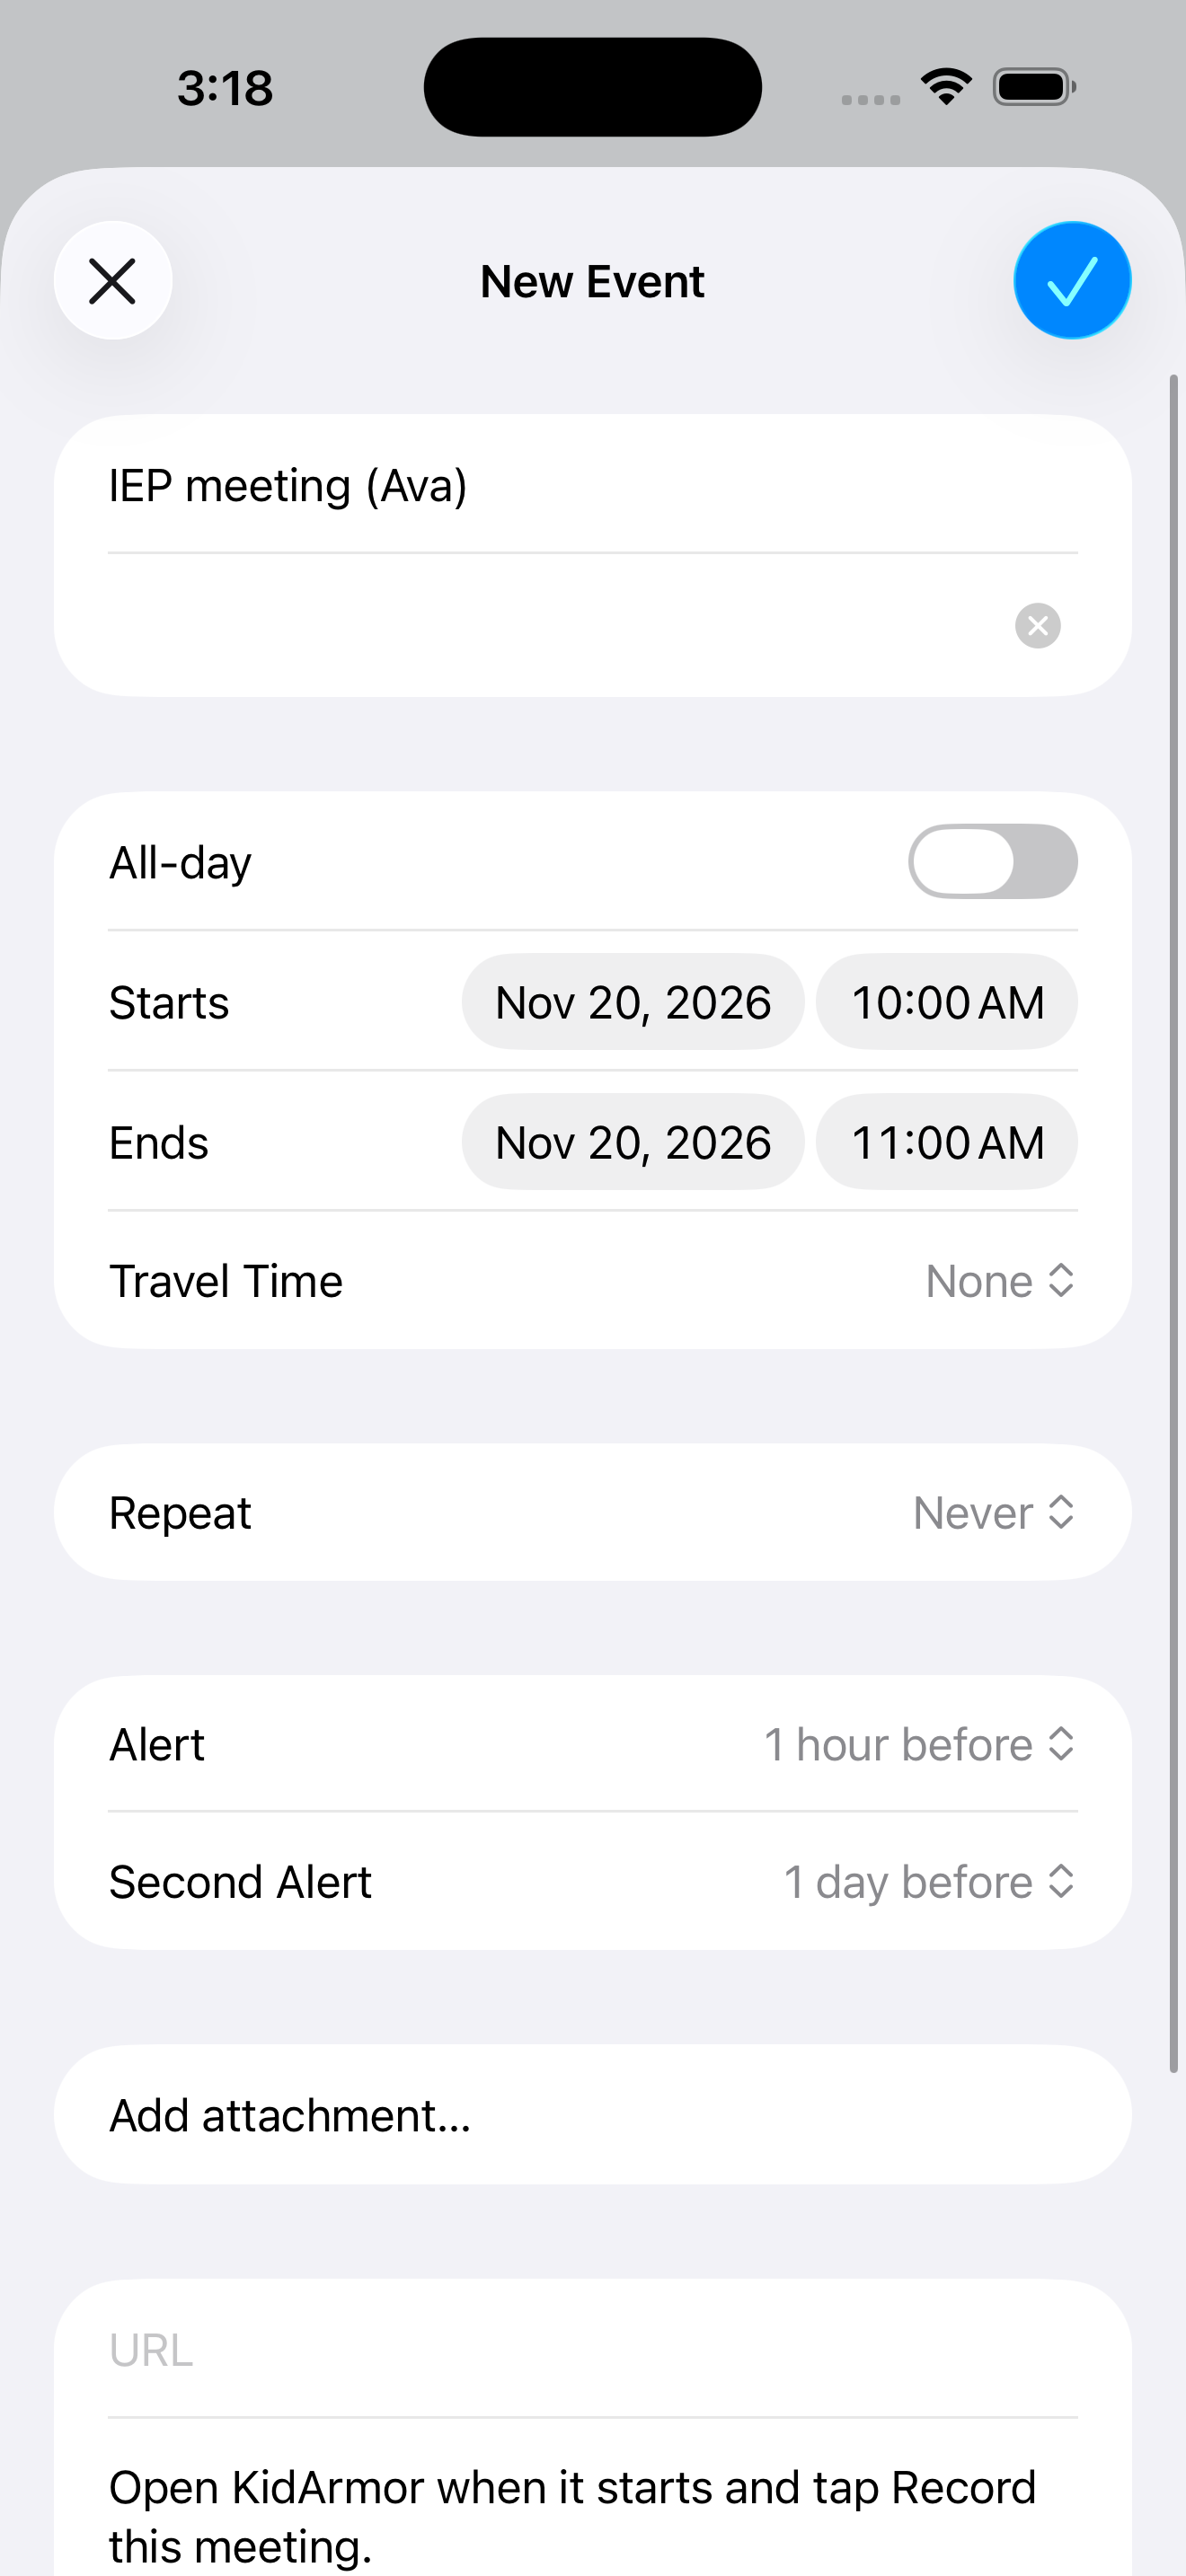 3:18
New Event
IEP meeting (Ava)
All-day
Starts Nov 20, 2026 10:00 AM
Ends Nov 20, 2026 11:00 AM
Travel Time None
Repeat Never
Alert 1 hour before
Second Alert 1 day before
Add attachment...
URL
Open KidArmor when it starts and tap Record
this meeting.